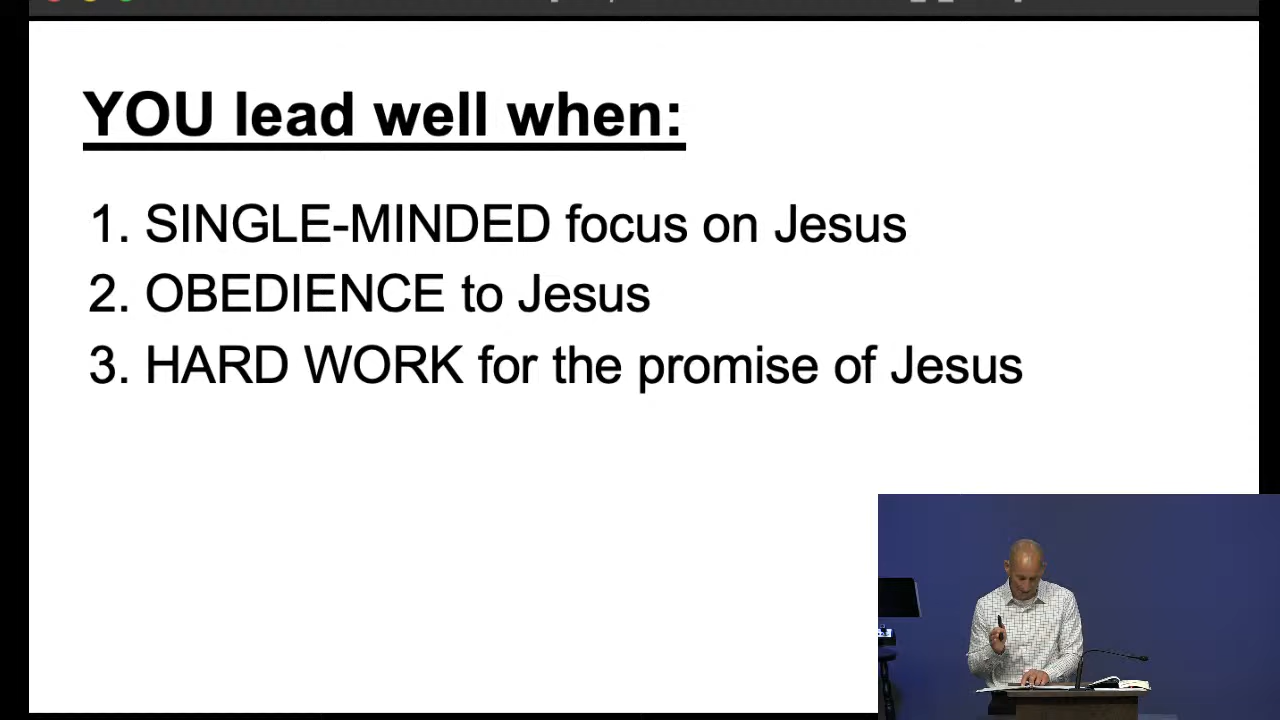 YOU lead well when:
1. SINGLE-MINDED focus on Jesus
2. OBEDIENCE to Jesus
3. HARD WORK for the promise of Jesus